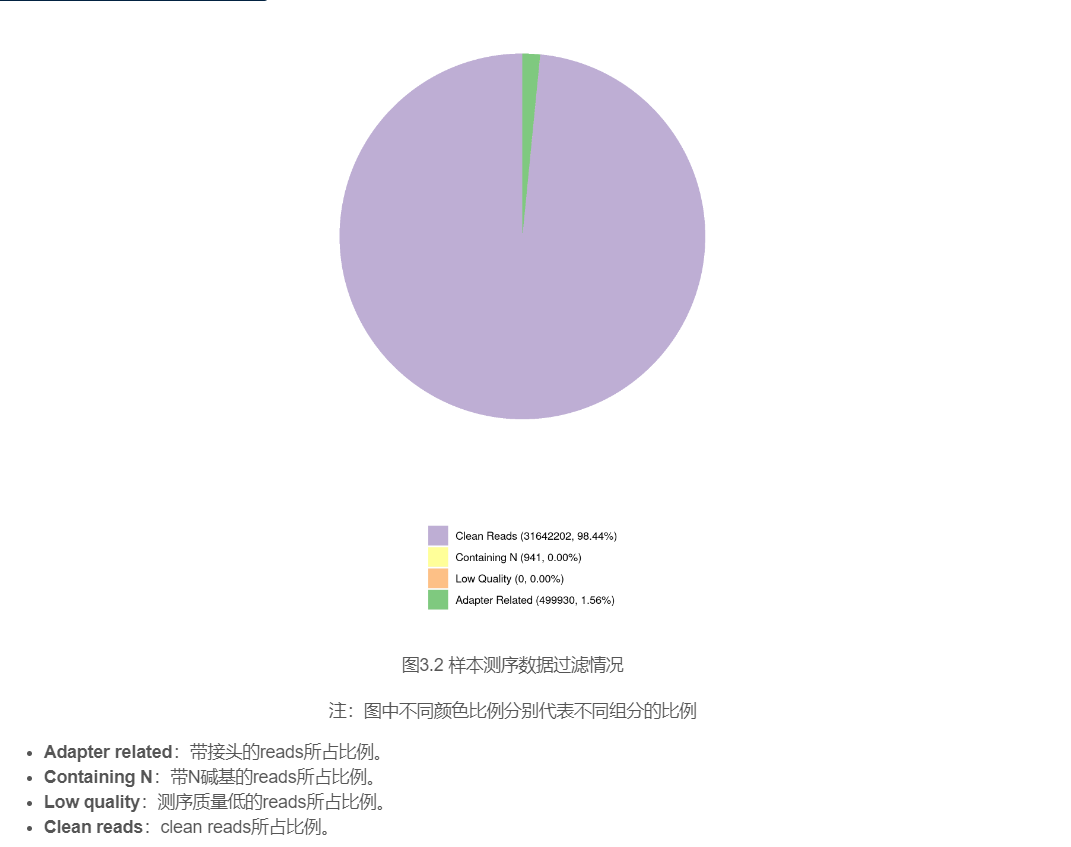 Clean Reads (31642202, 98.44%)
Containing N (941, 0.00%)
Low Quality (0, 0.00%)
Adapter Related (499930, 1.56%)
图3.2 样本测序数据过滤情况
注：图中不同颜色比例分别代表不同组分的比例
• Adapter related：带接头的reads所占比例。
• Containing N：带N碱基的reads所占比例。
• Low quality：测序质量低的reads所占比例。
• Clean reads：clean reads所占比例。